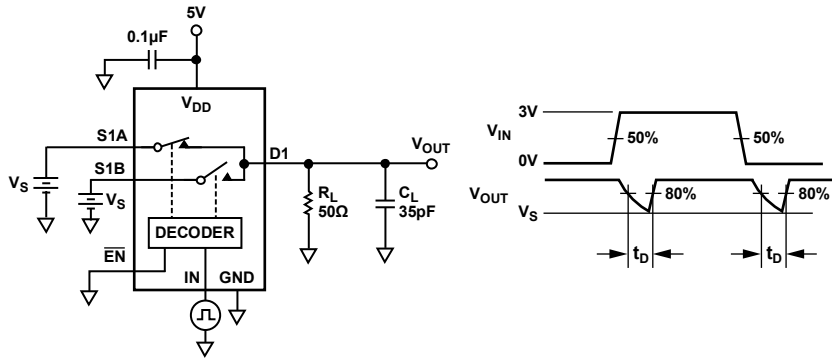 5V
0.1µF
VDD
S1A
D1
VOUT
S1B
VS
VS
RL
50Ω
CL
35pF
DECODER
EN
IN
GND
3V
VIN
50%
50%
0V
VOUT
80%
80%
VS
tD
tD